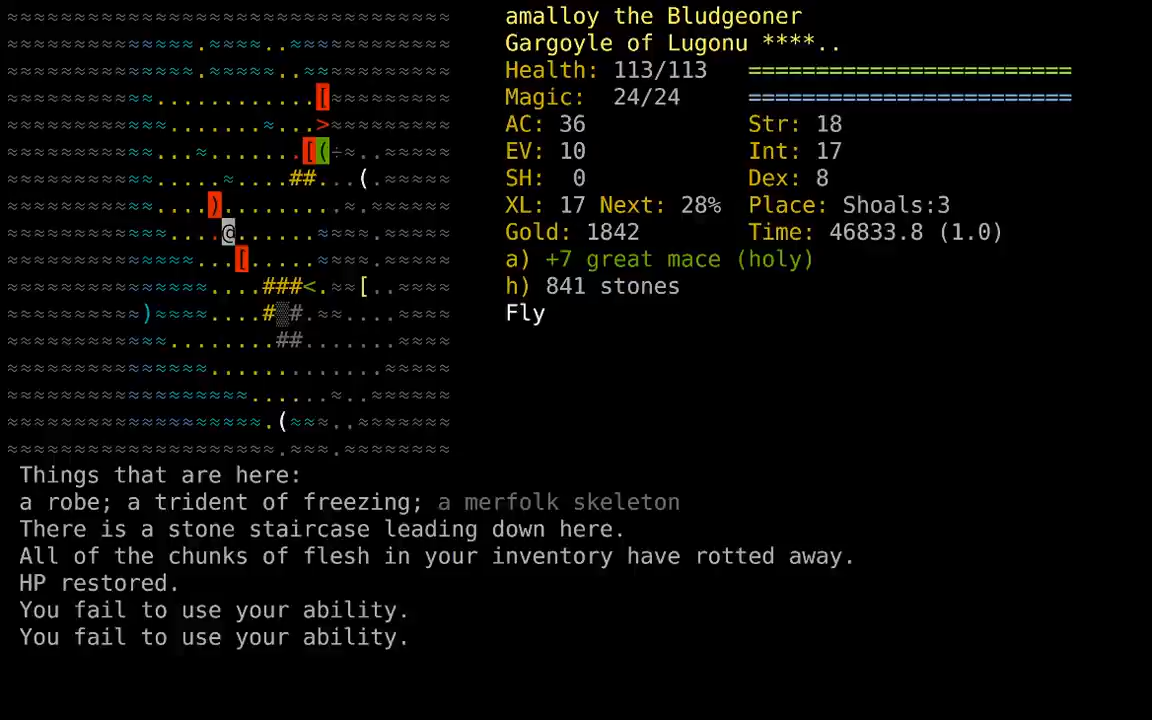 amalloy the Bludgeoner
Gargoyle of Lugonu ****..
Health: 113/113 ========================
Magic: 24/24 ========================
AC: 36 Str: 18
EV: 10 Int: 17
SH: 0 Dex: 8
XL: 17 Next: 28% Place: Shoals:3
Gold: 1842 Time: 46833.8 (1.0)
a) +7 great mace (holy)
h) 841 stones
Fly
Things that are here:
a robe; a trident of freezing; a merfolk skeleton
There is a stone staircase leading down here.
All of the chunks of flesh in your inventory have rotted away.
HP restored.
You fail to use your ability.
You fail to use your ability.